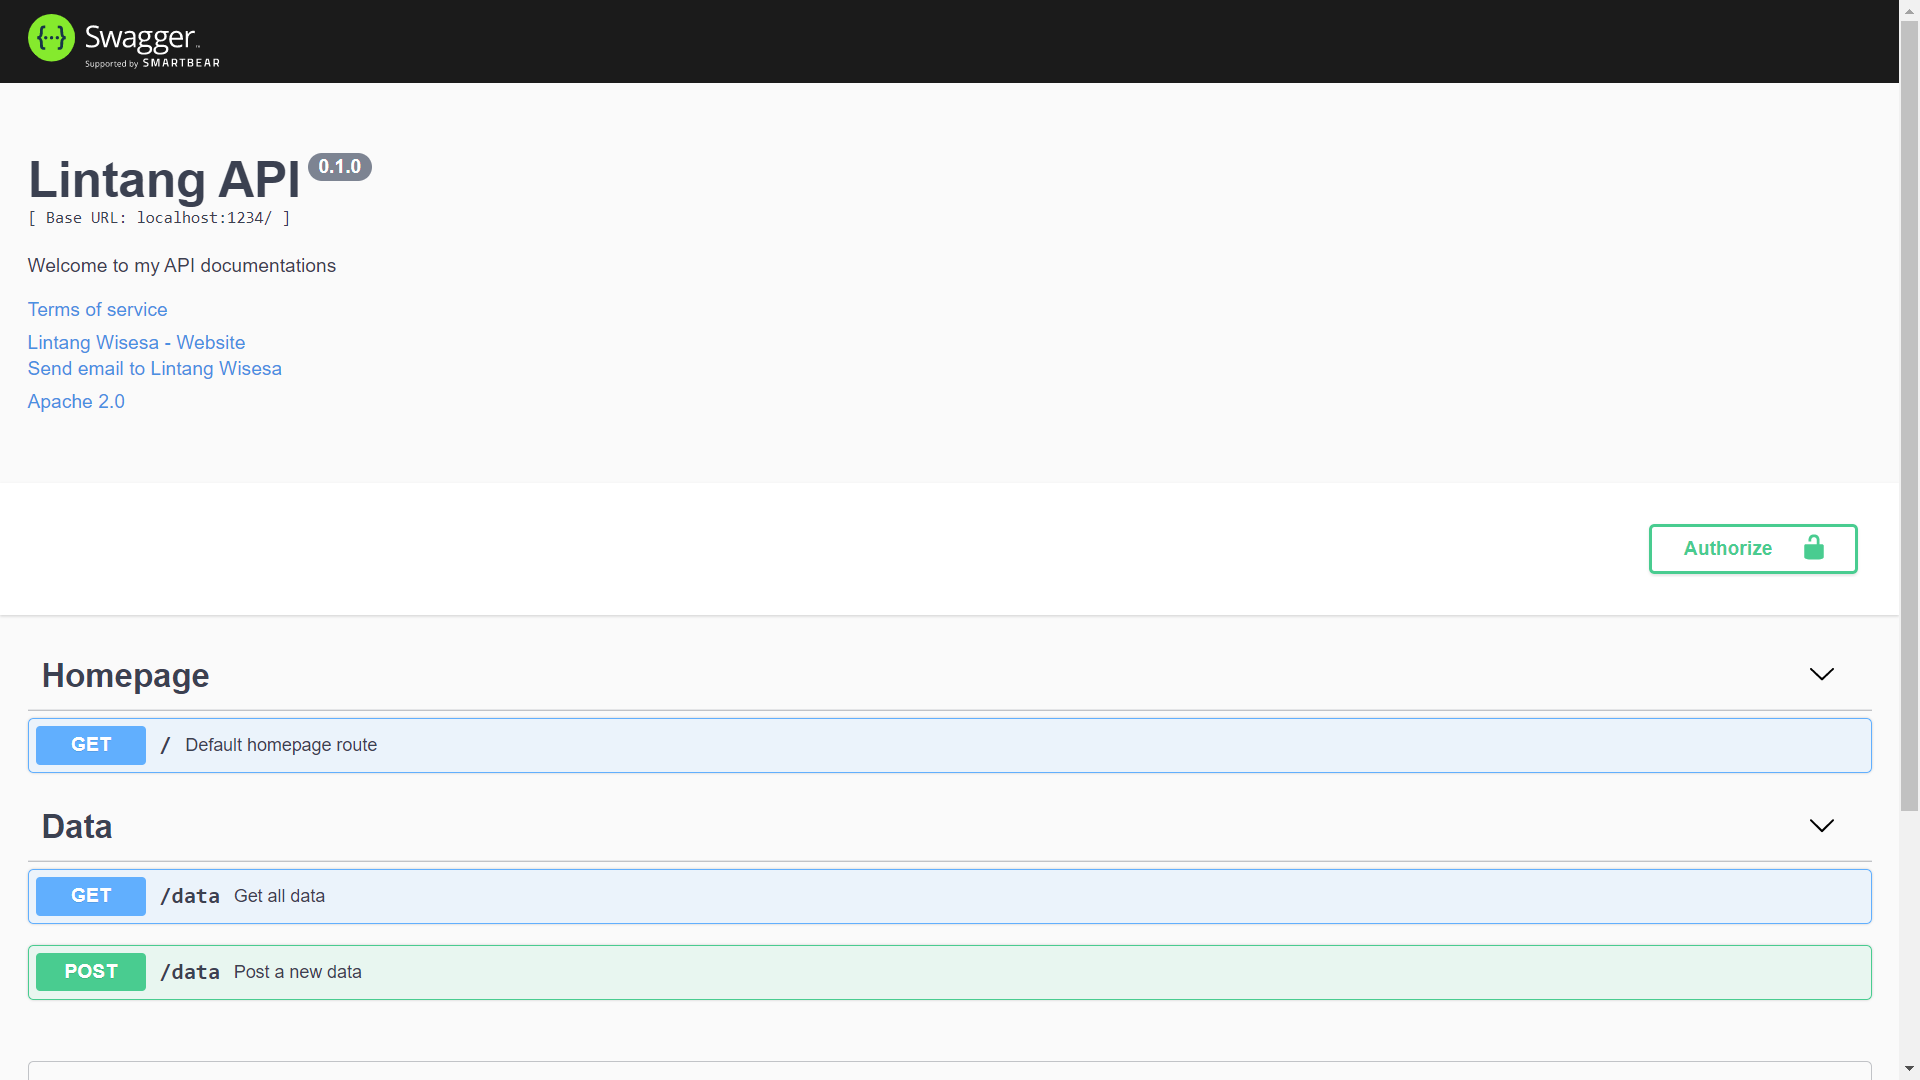 {···} Swagger™
Supported by SMARTBEAR
Lintang API 0.1.0
[ Base URL: localhost:1234/ ]
Welcome to my API documentations
Terms of service
Lintang Wisesa - Website
Send email to Lintang Wisesa
Apache 2.0
Authorize
Homepage
GET / Default homepage route
Data
GET /data Get all data
POST /data Post a new data